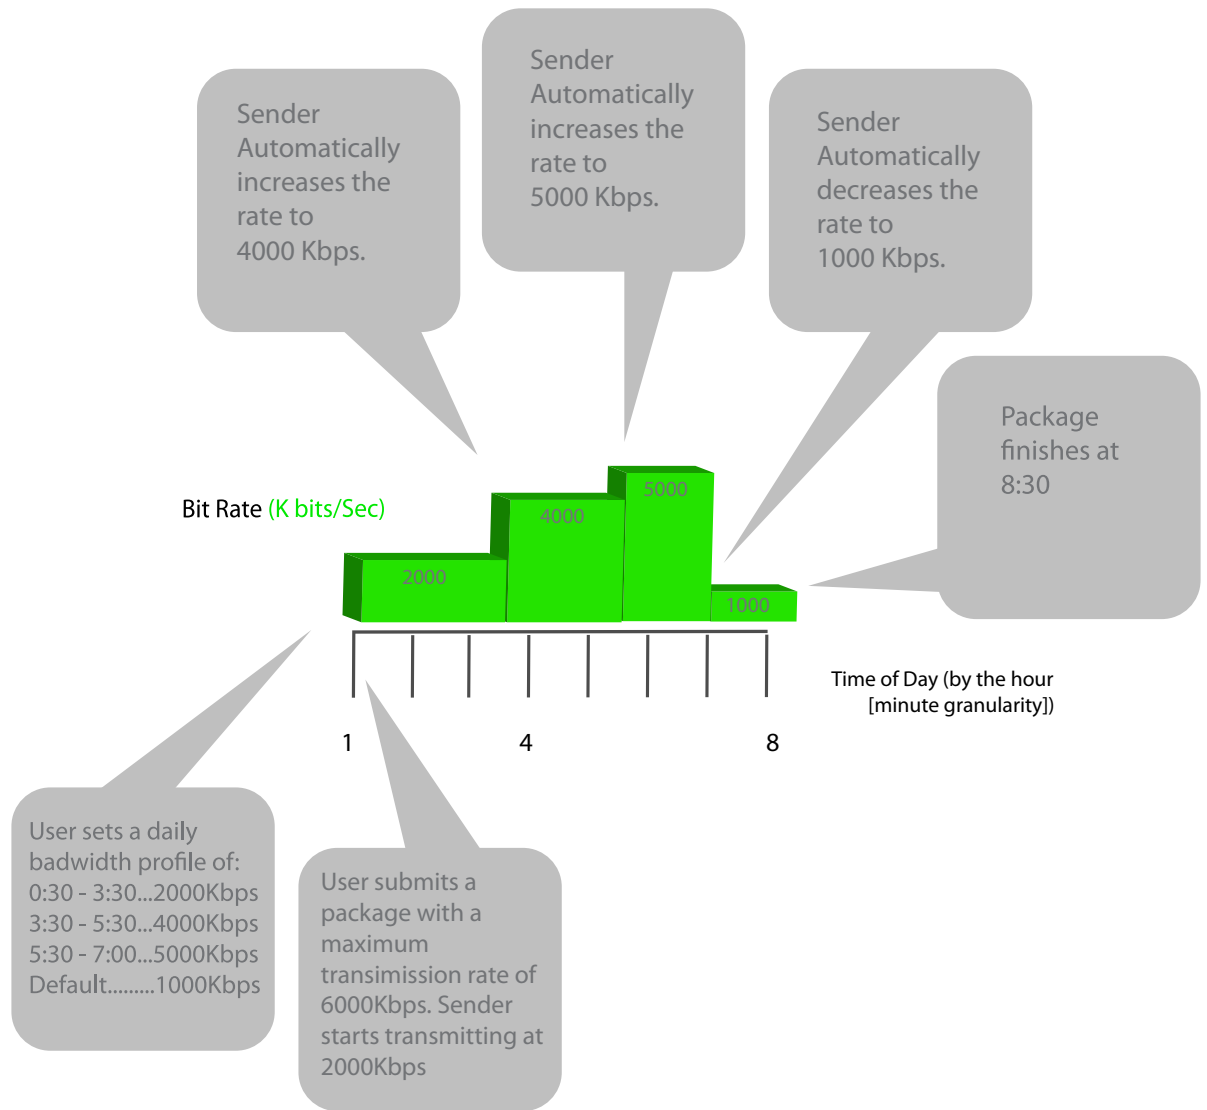 Sender
Automatically
increases the
rate to
4000 Kbps.
Sender
Automatically
increases the
rate to
5000 Kbps.
Sender
Automatically
decreases the
rate to
1000 Kbps.
Package
finishes at
8:30
Bit Rate (K bits/Sec)
2000
4000
5000
1000
Time of Day (by the hour
[minute granularity])
1
4
8
User sets a daily
badwidth profile of:
0:30 - 3:30...2000Kbps
3:30 - 5:30...4000Kbps
5:30 - 7:00...5000Kbps
Default.........1000Kbps
User submits a
package with a
maximum
transimission rate of
6000Kbps. Sender
starts transmitting at
2000Kbps